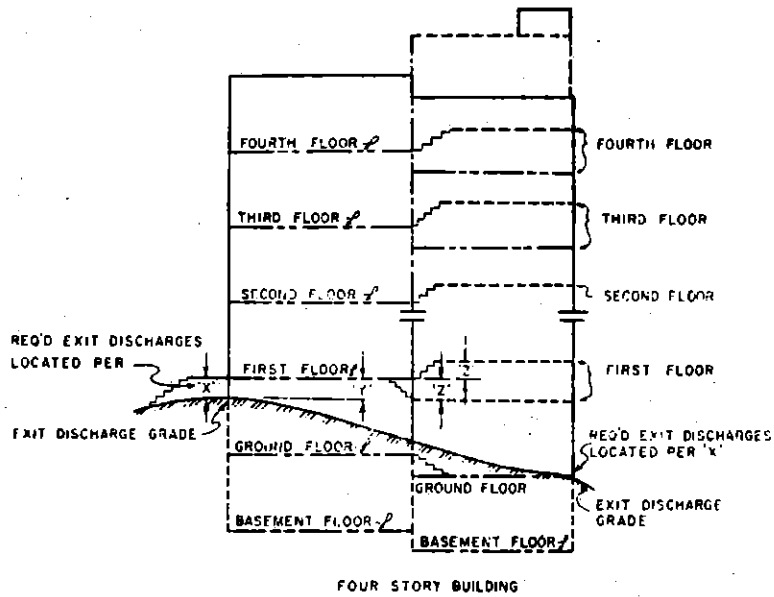 FOURTH FLOOR
FOURTH FLOOR
THIRD FLOOR
THIRD FLOOR
SECOND FLOOR
SECOND FLOOR
REQ'D EXIT DISCHARGES
LOCATED PER
FIRST FLOOR
FIRST FLOOR
X
Y
Z
Z
EXIT DISCHARGE GRADE
GROUND FLOOR
REQ'D EXIT DISCHARGES
LOCATED PER 'X'
GROUND FLOOR
EXIT DISCHARGE
GRADE
BASEMENT FLOOR
BASEMENT FLOOR
FOUR STORY BUILDING